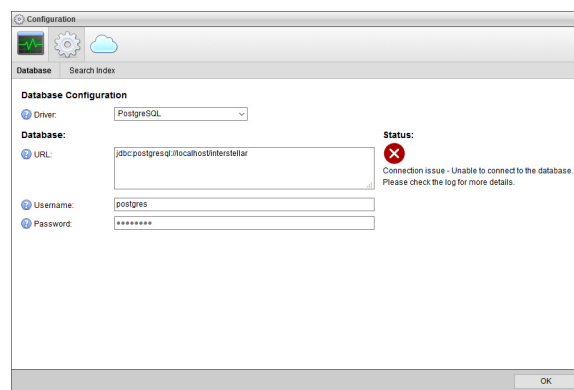 Configuration
Database Search Index
Database Configuration
Driver: PostgreSQL
Database:
URL: jdbc:postgresql://localhost/interstellar
Username: postgres
Password: ••••••••
Status:
Connection issue - Unable to connect to the database.
Please check the log for more details.
OK